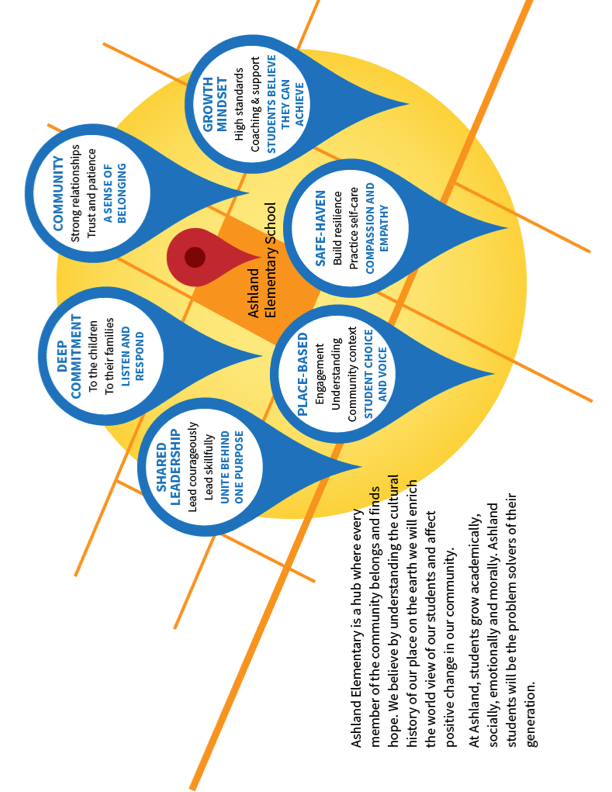 SHARED
LEADERSHIP
Lead courageously
Lead skillfully
UNITE BEHIND
ONE PURPOSE
DEEP
COMMITMENT
To the children
To their families
LISTEN AND
RESPOND
COMMUNITY
Strong relationships
Trust and patience
A SENSE OF
BELONGING
GROWTH
MINDSET
High standards
Coaching & support
STUDENTS BELIEVE
THEY CAN
ACHIEVE
Ashland
Elementary School
PLACE-BASED
Engagement
Understanding
Community context
STUDENT CHOICE
AND VOICE
SAFE-HAVEN
Build resilience
Practice self-care
COMPASSION AND
EMPATHY
Ashland Elementary is a hub where every
member of the community belongs and finds
hope. We believe by understanding the cultural
history of our place on the earth we will enrich
the world view of our students and affect
positive change in our community.
At Ashland, students grow academically,
socially, emotionally and morally. Ashland
students will be the problem solvers of their
generation.